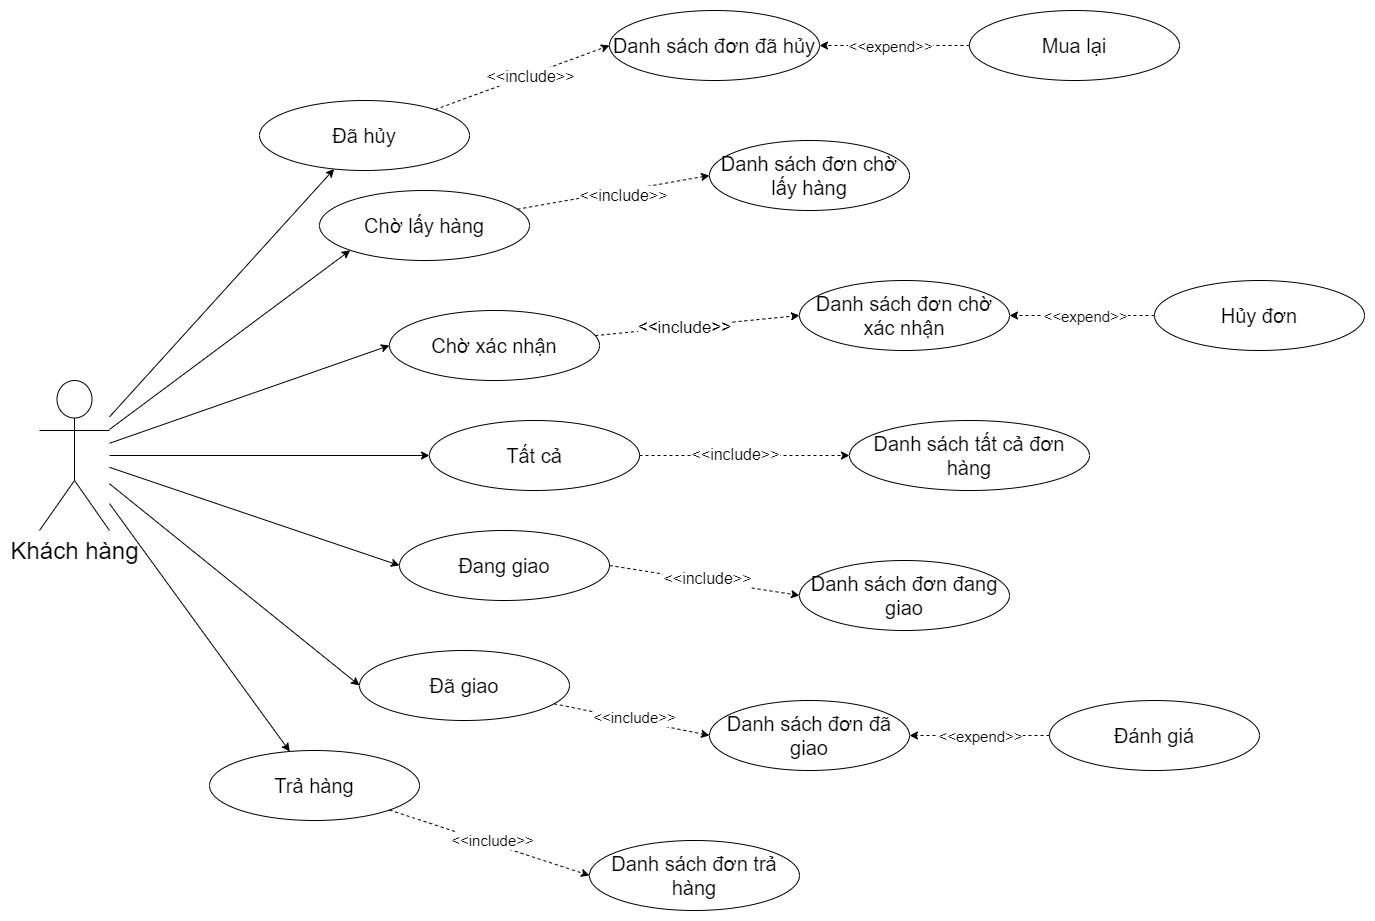 Danh sách đơn đã hủy
<<expend>>
Mua lại
<<include>>
Đã hủy
Danh sách đơn chờ
lấy hàng
<<include>>
Chờ lấy hàng
Danh sách đơn chờ
xác nhận
<<expend>>
Hủy đơn
<<include>>
Chờ xác nhận
Tất cả
<<include>>
Danh sách tất cả đơn
hàng
Khách hàng
Đang giao
<<include>>
Danh sách đơn đang
giao
Đã giao
<<include>>
Danh sách đơn đã
giao
<<expend>>
Đánh giá
Trả hàng
<<include>>
Danh sách đơn trả
hàng